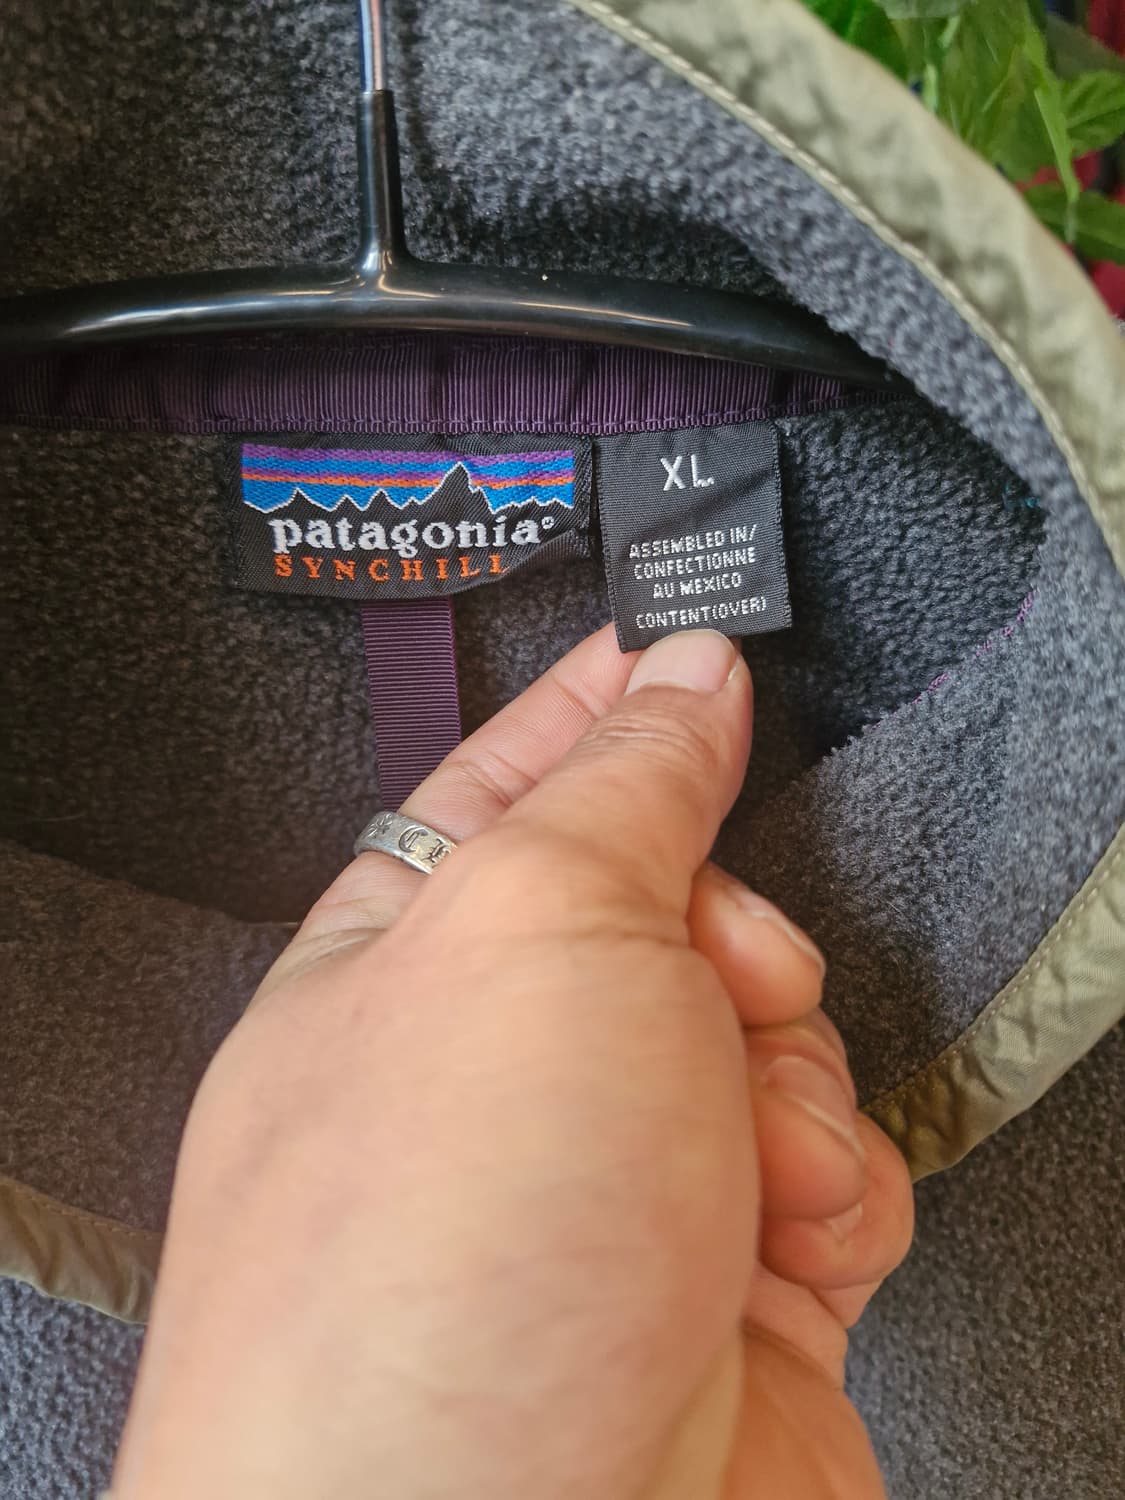 patagonia®
SYNCHILL
XL
ASSEMBLED IN/
CONFECTIONNE
AU MEXICO
CONTENT(OVER)